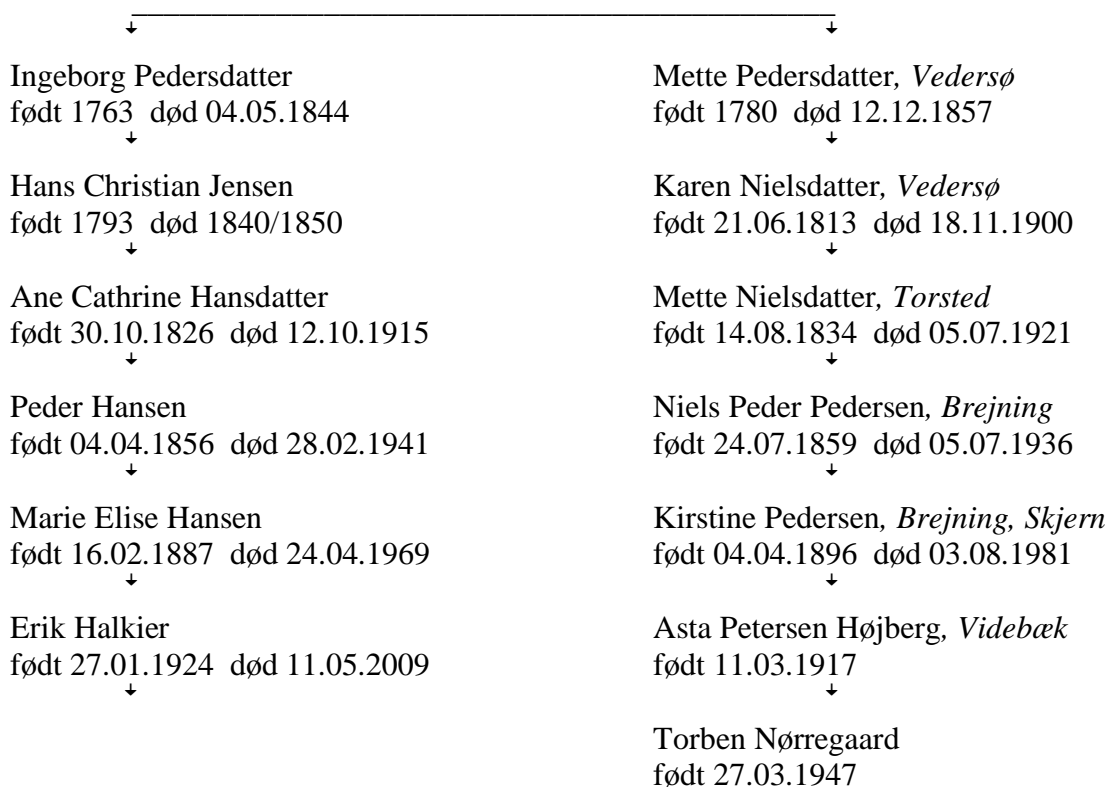 Ingeborg Pedersdatter
født 1763 død 04.05.1844
Hans Christian Jensen
født 1793 død 1840/1850
Ane Cathrine Hansdatter
født 30.10.1826 død 12.10.1915
Peder Hansen
født 04.04.1856 død 28.02.1941
Marie Elise Hansen
født 16.02.1887 død 24.04.1969
Erik Halkier
født 27.01.1924 død 11.05.2009
Mette Pedersdatter, Vedersø
født 1780 død 12.12.1857
Karen Nielsdatter, Vedersø
født 21.06.1813 død 18.11.1900
Mette Nielsdatter, Torsted
født 14.08.1834 død 05.07.1921
Niels Peder Pedersen, Brejning
født 24.07.1859 død 05.07.1936
Kirstine Pedersen, Brejning, Skjern
født 04.04.1896 død 03.08.1981
Asta Petersen Højberg, Videbæk
født 11.03.1917
Torben Nørregaard
født 27.03.1947